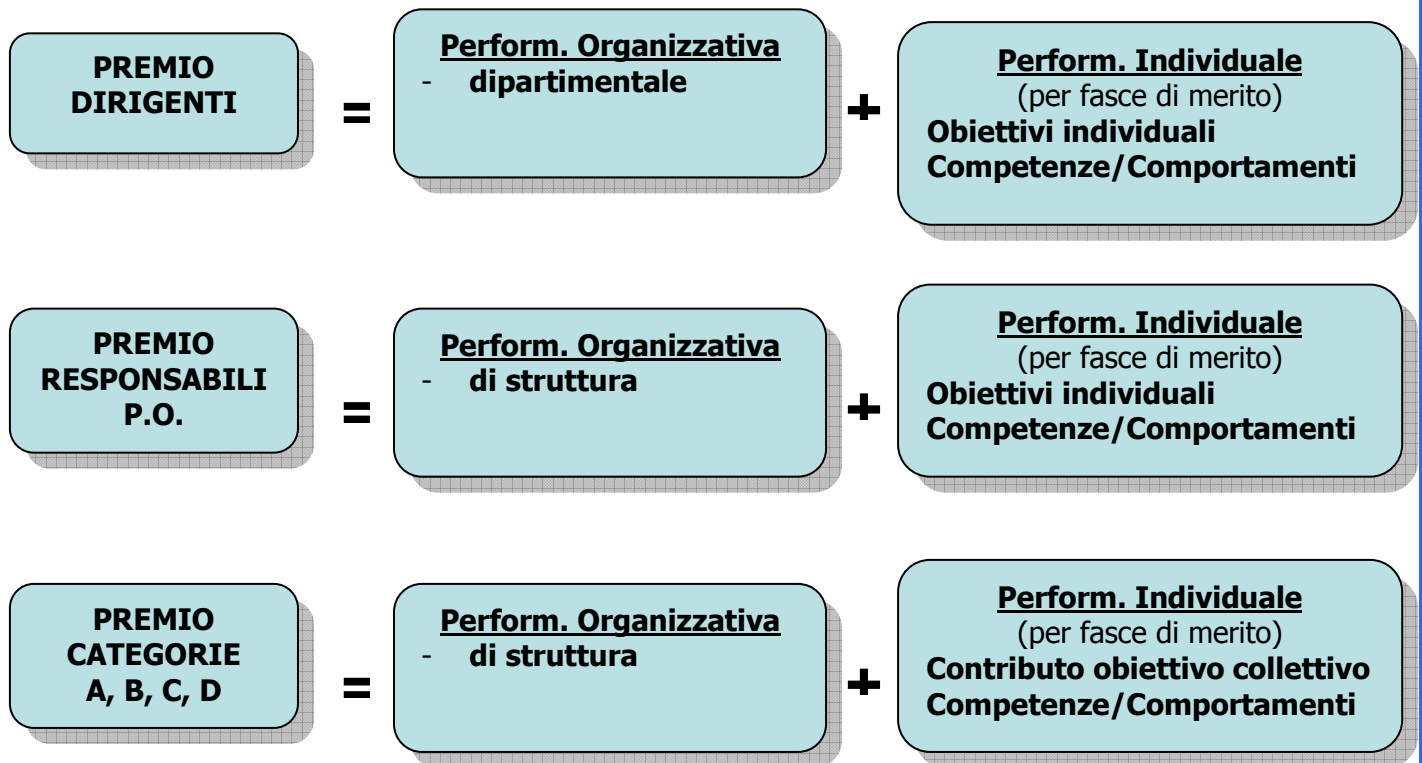 PREMIO
DIRIGENTI
=
Perform. Organizzativa
- dipartimentale
+
Perform. Individuale
(per fasce di merito)
Obiettivi individuali
Competenze/Comportamenti
PREMIO
RESPONSABILI
P.O.
=
Perform. Organizzativa
- di struttura
+
Perform. Individuale
(per fasce di merito)
Obiettivi individuali
Competenze/Comportamenti
PREMIO
CATEGORIE
A, B, C, D
=
Perform. Organizzativa
- di struttura
+
Perform. Individuale
(per fasce di merito)
Contributo obiettivo collettivo
Competenze/Comportamenti